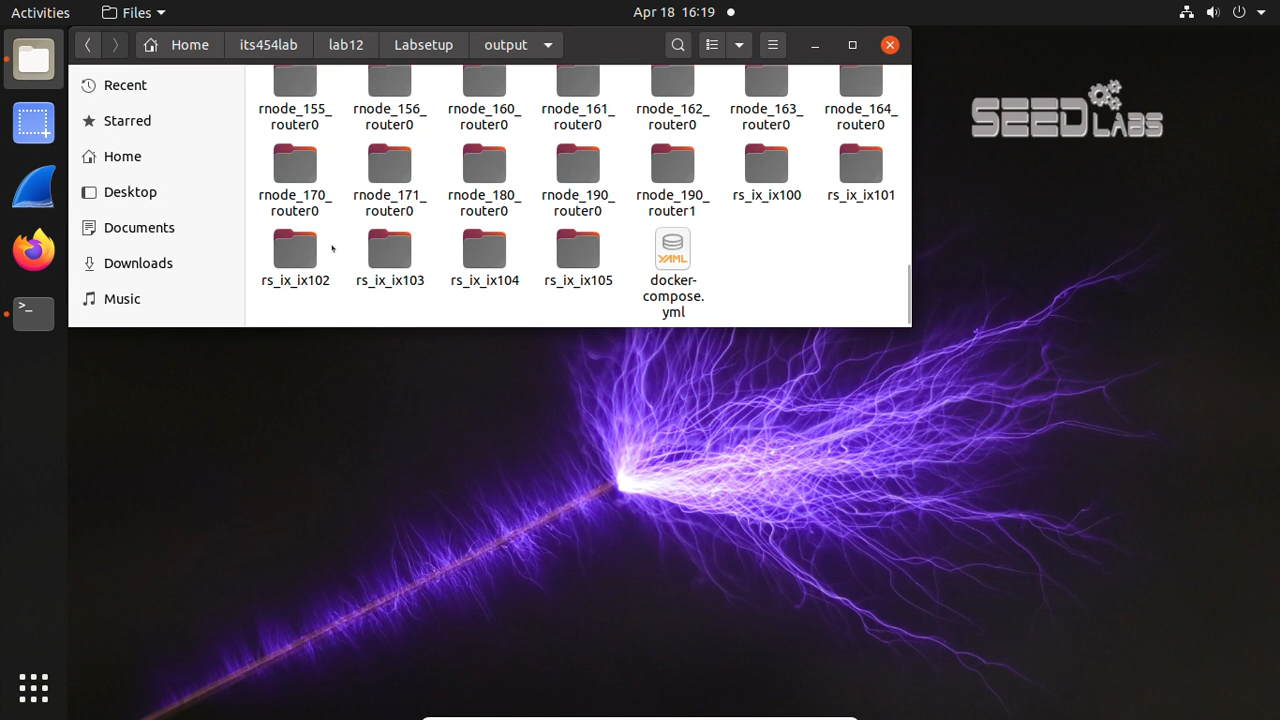 Activities Files Apr 18 16:19
Home its454lab lab12 Labsetup output
Recent
Starred
Home
Desktop
Documents
Downloads
Music
rnode_155_ rnode_156_ rnode_160_ rnode_161_ rnode_162_ rnode_163_ rnode_164_
router0 router0 router0 router0 router0 router0 router0
rnode_170_ rnode_171_ rnode_180_ rnode_190_ rnode_190_ rs_ix_ix100 rs_ix_ix101
router0 router0 router0 router0 router1
YAML
rs_ix_ix102 rs_ix_ix103 rs_ix_ix104 rs_ix_ix105 docker-
compose.
yml
SEED LABS
>_